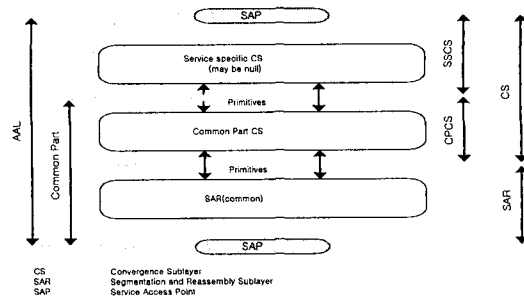 SAP
Service specific CS
(may be null)
Primitives
Common Part CS
Primitives
SAR(common)
SAP
AAL
Common Part
SSCS
CPCS
CS
SAR
CS Convergence Sublayer
SAR Segmentation and Reassembly Sublayer
SAP Service Access Point